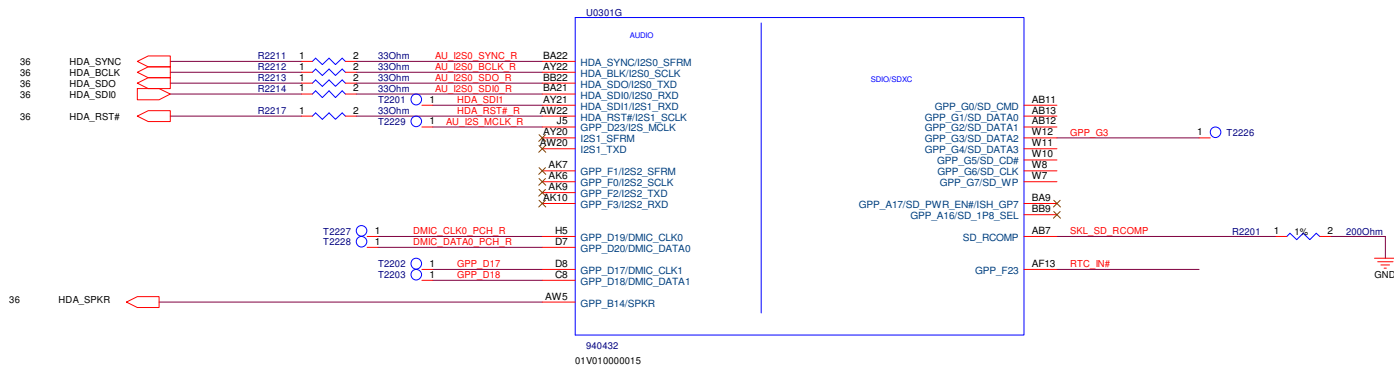 U0301G
AUDIO
SDIO/SDXC
36 HDA_SYNC R2211 1 2 33Ohm AU_I2S0_SYNC_R BA22 HDA_SYNC/I2S0_SFRM
36 HDA_BCLK R2212 1 2 33Ohm AU_I2S0_BCLK_R AY22 HDA_BLK/I2S0_SCLK
36 HDA_SDO R2213 1 2 33Ohm AU_I2S0_SDO_R BB22 HDA_SDO/I2S0_TXD
36 HDA_SDI0 R2214 1 2 33Ohm AU_I2S0_SDI0_R BA21 HDA_SDI0/I2S0_RXD
T2201 1 HDA_SDI1 AY21 HDA_SDI1/I2S1_RXD
36 HDA_RST# R2217 1 2 33Ohm HDA_RST#_R AW22 HDA_RST#/I2S1_SCLK
T2229 1 AU_I2S_MCLK_R J5 GPP_D23/I2S_MCLK
AY20 I2S1_SFRM
AW20 I2S1_TXD
AK7 GPP_F1/I2S2_SFRM
AK6 GPP_F0/I2S2_SCLK
AK9 GPP_F2/I2S2_TXD
AK10 GPP_F3/I2S2_RXD
T2227 1 DMIC_CLK0_PCH_R H5 GPP_D19/DMIC_CLK0
T2228 1 DMIC_DATA0_PCH_R D7 GPP_D20/DMIC_DATA0
T2202 1 GPP_D17 D8 GPP_D17/DMIC_CLK1
T2203 1 GPP_D18 C8 GPP_D18/DMIC_DATA1
36 HDA_SPKR AW5 GPP_B14/SPKR
GPP_G0/SD_CMD AB11
GPP_G1/SD_DATA0 AB13
GPP_G2/SD_DATA1 AB12
GPP_G3/SD_DATA2 W12 GPP_G3 1 T2226
GPP_G4/SD_DATA3 W11
GPP_G5/SD_CD# W10
GPP_G6/SD_CLK W8
GPP_G7/SD_WP W7
GPP_A17/SD_PWR_EN#/ISH_GP7 BA9
GPP_A16/SD_1P8_SEL BB9
SD_RCOMP AB7 SKL_SD_RCOMP R2201 1 1% 2 200Ohm
GND
GPP_F23 AF13 RTC_IN#
940432
01V010000015